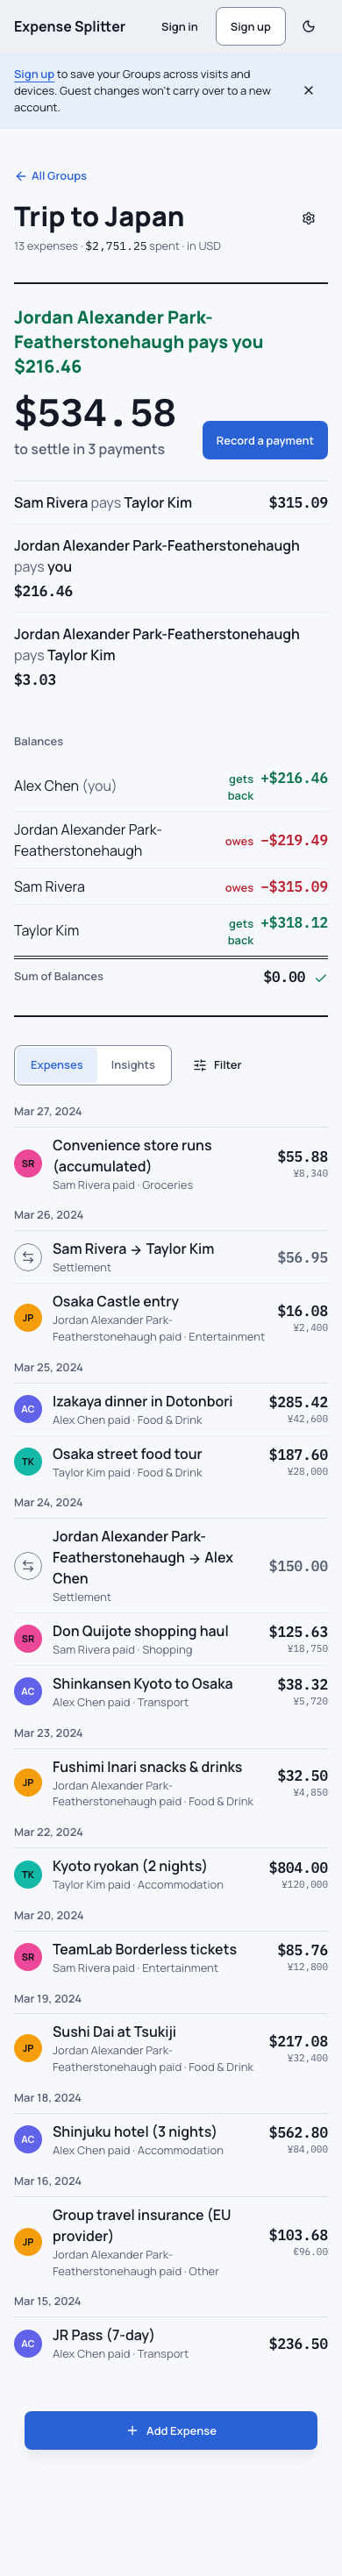 Expense Splitter
Sign in
Sign up
Sign up to save your Groups across visits and
devices. Guest changes won't carry over to a new
account.
← All Groups
Trip to Japan
13 expenses · $2,751.25 spent · in USD
Jordan Alexander Park-
Featherstonehaugh pays you
$216.46
$534.58
to settle in 3 payments
Record a payment
Sam Rivera pays Taylor Kim
$315.09
Jordan Alexander Park-Featherstonehaugh
pays you
$216.46
Jordan Alexander Park-Featherstonehaugh
pays Taylor Kim
$3.03
Balances
Alex Chen (you)
gets
back
+$216.46
Jordan Alexander Park-
Featherstonehaugh
owes −$219.49
Sam Rivera
owes −$315.09
Taylor Kim
gets
back
+$318.12
Sum of Balances
$0.00 ✓
Expenses
Insights
Filter
Mar 27, 2024
SR
Convenience store runs
(accumulated)
Sam Rivera paid · Groceries
$55.88
¥8,340
Mar 26, 2024
Sam Rivera → Taylor Kim
Settlement
$56.95
JP
Osaka Castle entry
Jordan Alexander Park-
Featherstonehaugh paid · Entertainment
$16.08
¥2,400
Mar 25, 2024
AC
Izakaya dinner in Dotonbori
Alex Chen paid · Food & Drink
$285.42
¥42,600
TK
Osaka street food tour
Taylor Kim paid · Food & Drink
$187.60
¥28,000
Mar 24, 2024
Jordan Alexander Park-
Featherstonehaugh → Alex
Chen
Settlement
$150.00
SR
Don Quijote shopping haul
Sam Rivera paid · Shopping
$125.63
¥18,750
AC
Shinkansen Kyoto to Osaka
Alex Chen paid · Transport
$38.32
¥5,720
Mar 23, 2024
JP
Fushimi Inari snacks & drinks
Jordan Alexander Park-
Featherstonehaugh paid · Food & Drink
$32.50
¥4,850
Mar 22, 2024
TK
Kyoto ryokan (2 nights)
Taylor Kim paid · Accommodation
$804.00
¥120,000
Mar 20, 2024
SR
TeamLab Borderless tickets
Sam Rivera paid · Entertainment
$85.76
¥12,800
Mar 19, 2024
JP
Sushi Dai at Tsukiji
Jordan Alexander Park-
Featherstonehaugh paid · Food & Drink
$217.08
¥32,400
Mar 18, 2024
AC
Shinjuku hotel (3 nights)
Alex Chen paid · Accommodation
$562.80
¥84,000
Mar 16, 2024
JP
Group travel insurance (EU
provider)
Jordan Alexander Park-
Featherstonehaugh paid · Other
$103.68
€96.00
Mar 15, 2024
AC
JR Pass (7-day)
Alex Chen paid · Transport
$236.50
+ Add Expense